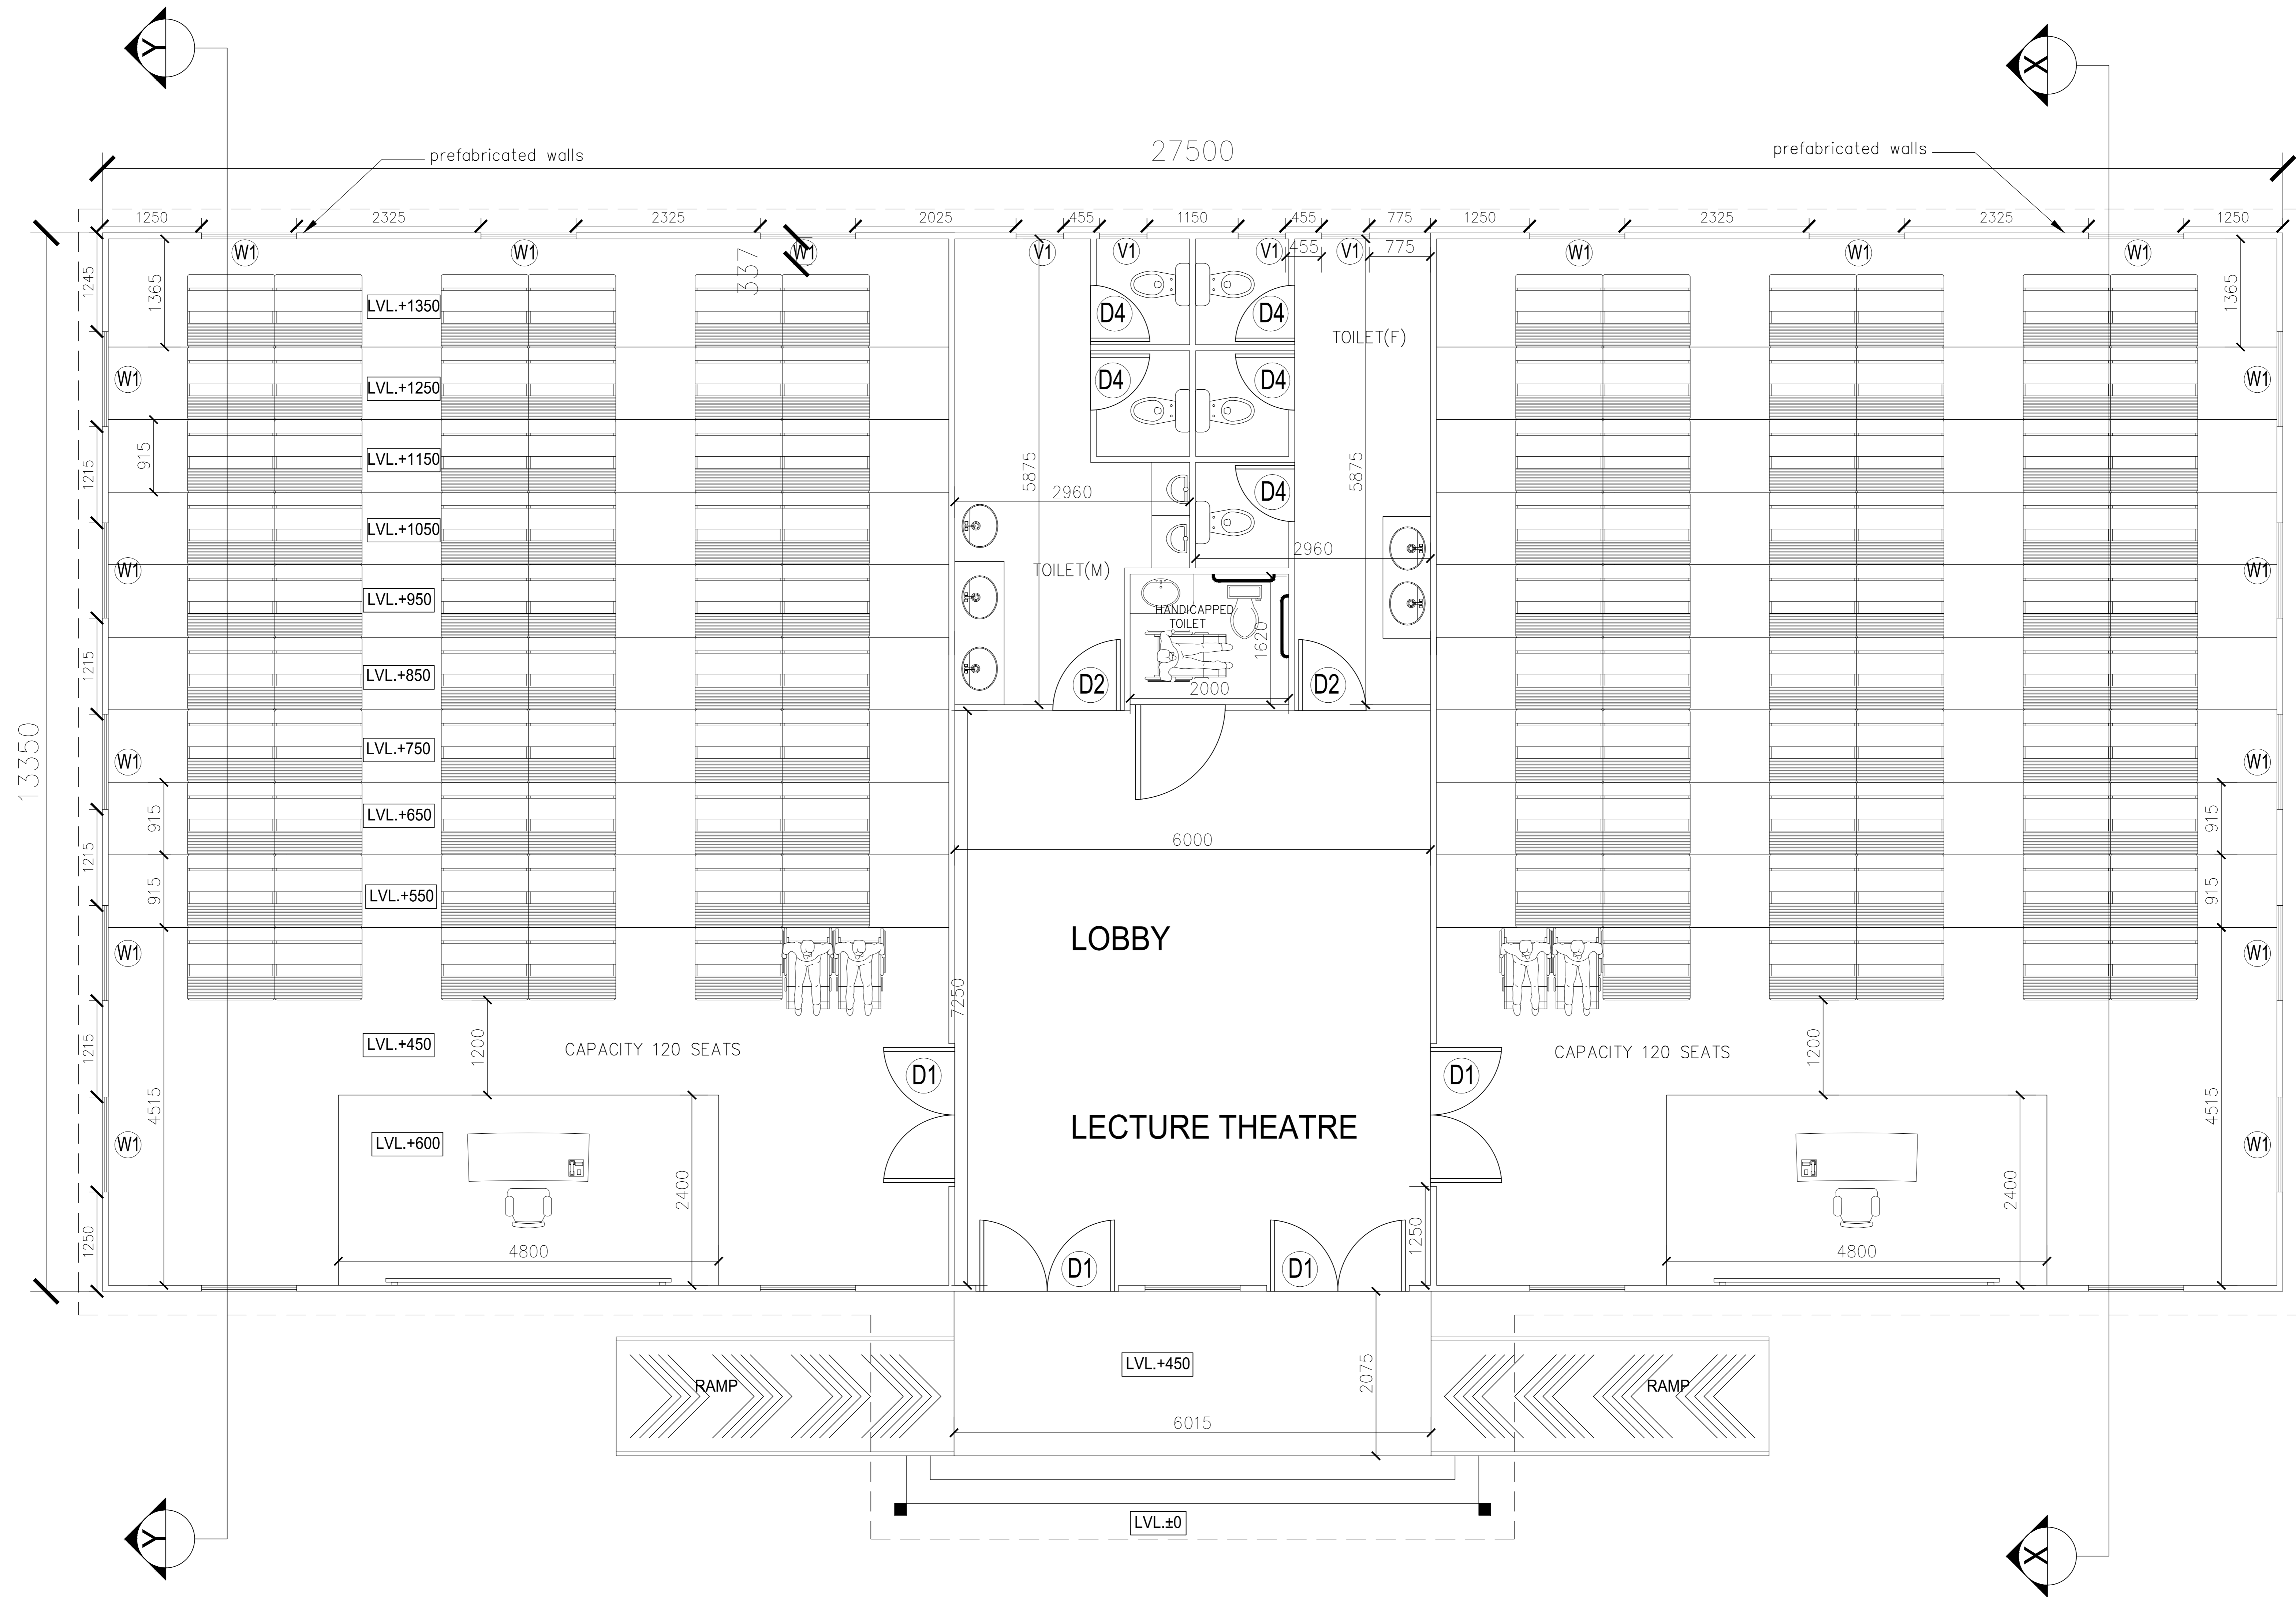 Y
X
27500
prefabricated walls
prefabricated walls
1250
2325
2325
2025
455
1150
455
775
1250
2325
2325
1250
W1
W1
W1
V1
V1
V1
455
V1
775
W1
W1
W1
1245
1365
337
1365
LVL.+1350
D4
D4
TOILET(F)
W1
LVL.+1250
D4
D4
W1
1215
915
LVL.+1150
5875
5875
2960
D4
LVL.+1050
W1
2960
W1
TOILET(M)
LVL.+950
HANDICAPPED
TOILET
1620
1215
LVL.+850
D2
2000
D2
13350
LVL.+750
W1
W1
915
LVL.+650
915
6000
1215
915
LVL.+550
915
W1
LOBBY
W1
7250
1215
LVL.+450
1200
CAPACITY 120 SEATS
1200
CAPACITY 120 SEATS
D1
D1
4515
4515
W1
LVL.+600
LECTURE THEATRE
W1
2400
2400
1250
4800
D1
D1
1250
4800
LVL.+450
2075
RAMP
RAMP
6015
LVL.±0
Y
X